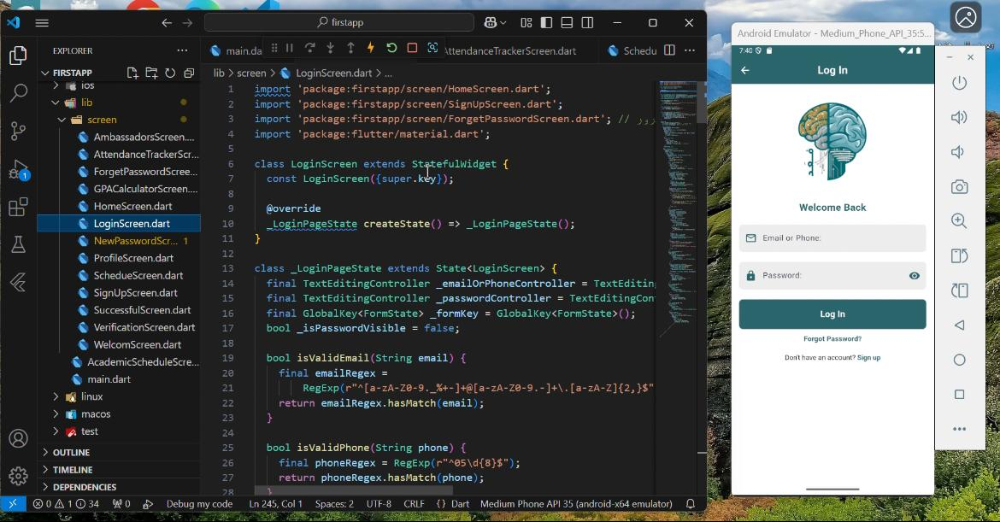 firstapp
EXPLORER
FIRSTAPP
ios
lib
screen
AmbassadorsScreen....
AttendanceTrackerScr...
ForgetPasswordScree...
GPACalculatorScreen....
HomeScreen.dart
LoginScreen.dart
NewPasswordScr... 1
ProfileScreen.dart
SchedueScreen.dart
SignUpScreen.dart
SuccessfulScreen.dart
VerificationScreen.dart
WelcomScreen.dart
AcademicScheduleScre...
main.dart
linux
macos
test
OUTLINE
TIMELINE
DEPENDENCIES
1
main.da
AttendanceTrackerScreen.dart
Schedu
lib > screen > LoginScreen.dart > ...
1 import 'package:firstapp/screen/HomeScreen.dart';
2 import 'package:firstapp/screen/SignUpScreen.dart';
3 import 'package:firstapp/screen/ForgetPasswordScreen.dart'; //
4 import 'package:flutter/material.dart';
5
6 class LoginScreen extends StatefulWidget {
7 const LoginScreen({super.key});
8
9 @override
10 _LoginPageState createState() => _LoginPageState();
11 }
12
13 class _LoginPageState extends State<LoginScreen> {
14 final TextEditingController _emailOrPhoneController = TextEditin
15 final TextEditingController _passwordController = TextEditingCon
16 final GlobalKey<FormState> _formKey = GlobalKey<FormState>();
17 bool _isPasswordVisible = false;
18
19 bool isValidEmail(String email) {
20 final emailRegex =
21 RegExp(r"^[a-zA-Z0-9._%+-]+@[a-zA-Z0-9.-]+\.[a-zA-Z]{2,}$"
22 return emailRegex.hasMatch(email);
23 }
24
25 bool isValidPhone(String phone) {
26 final phoneRegex = RegExp(r"^05\d{8}$");
27 return phoneRegex.hasMatch(phone);
28 }
0 1 34 0 Debug my code Ln 245, Col 1 Spaces: 2 UTF-8 CRLF {} Dart Medium Phone API 35 (android-x64 emulator)
Android Emulator - Medium_Phone_API_35:5...
7:40
Log In
Welcome Back
Email or Phone:
Password:
Log In
Forgot Password?
Don't have an account? Sign up